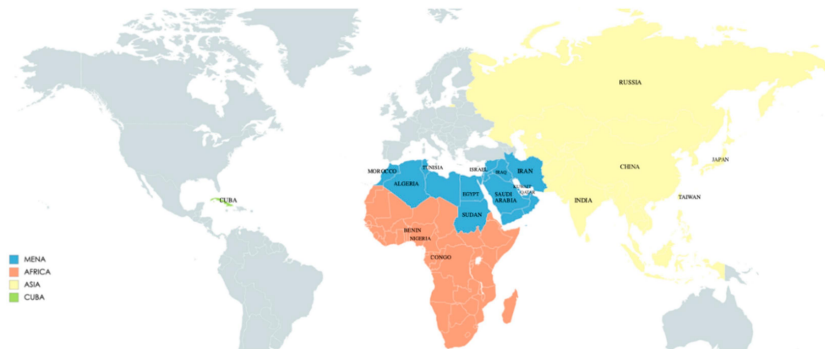 RUSSIA
JAPAN
CHINA
MOROCCO
TUNISIA
ISRAEL
IRAQ
IRAN
ALGERIA
EGYPT
SAUDI
ARABIA
CUBA
INDIA
TAIWAN
SUDAN
BENIN
NIGERIA
CONGO
MENA
AFRICA
ASIA
CUBA